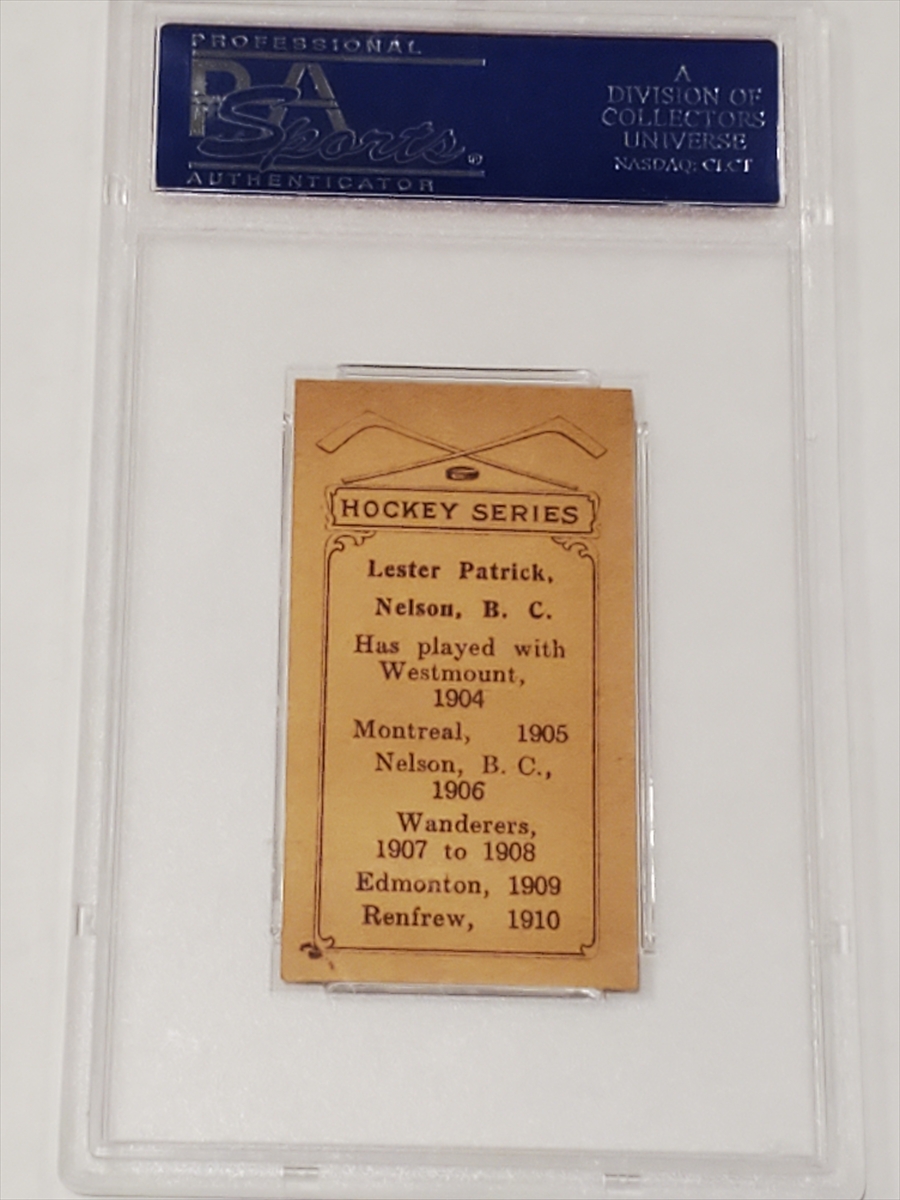 PROFESSIONAL
PSA
Sports®
AUTHENTICATOR
A
DIVISION OF
COLLECTORS
UNIVERSE
NASDAQ: CLCT
HOCKEY SERIES
Lester Patrick,
Nelson, B. C.
Has played with
Westmount,
1904
Montreal, 1905
Nelson, B. C.,
1906
Wanderers,
1907 to 1908
Edmonton, 1909
Renfrew, 1910